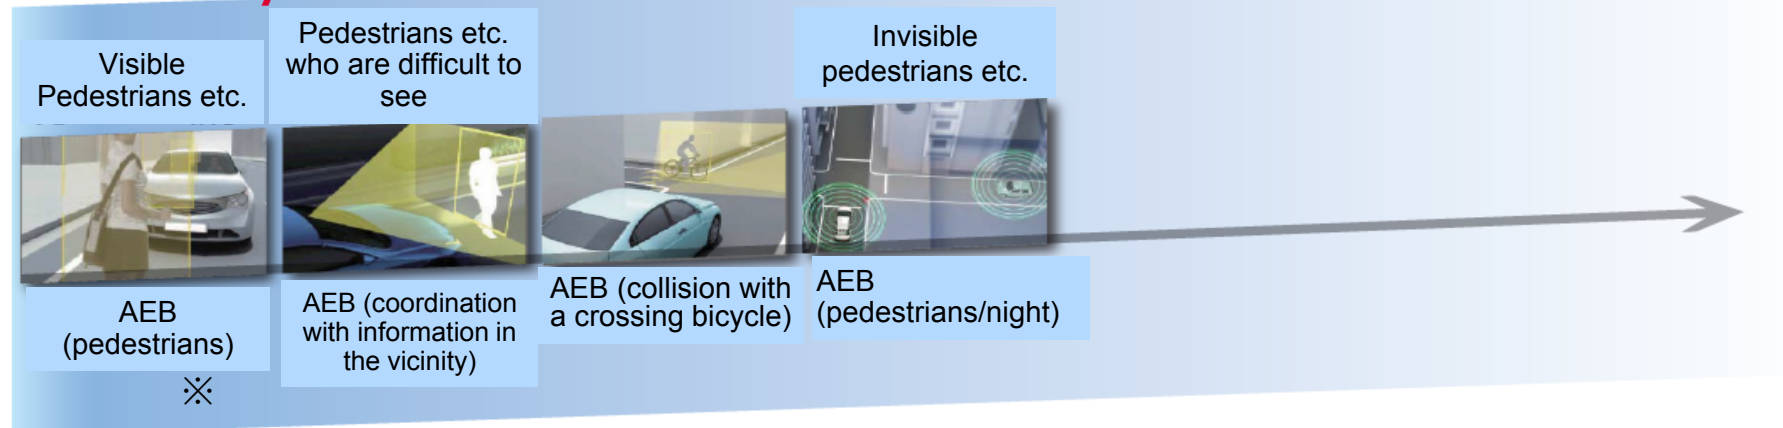 Visible
Pedestrians etc.
Pedestrians etc.
who are difficult to
see
Invisible
pedestrians etc.
AEB
(pedestrians)
※
AEB (coordination
with information in
the vicinity)
AEB (collision with
a crossing bicycle)
AEB
(pedestrians/night)